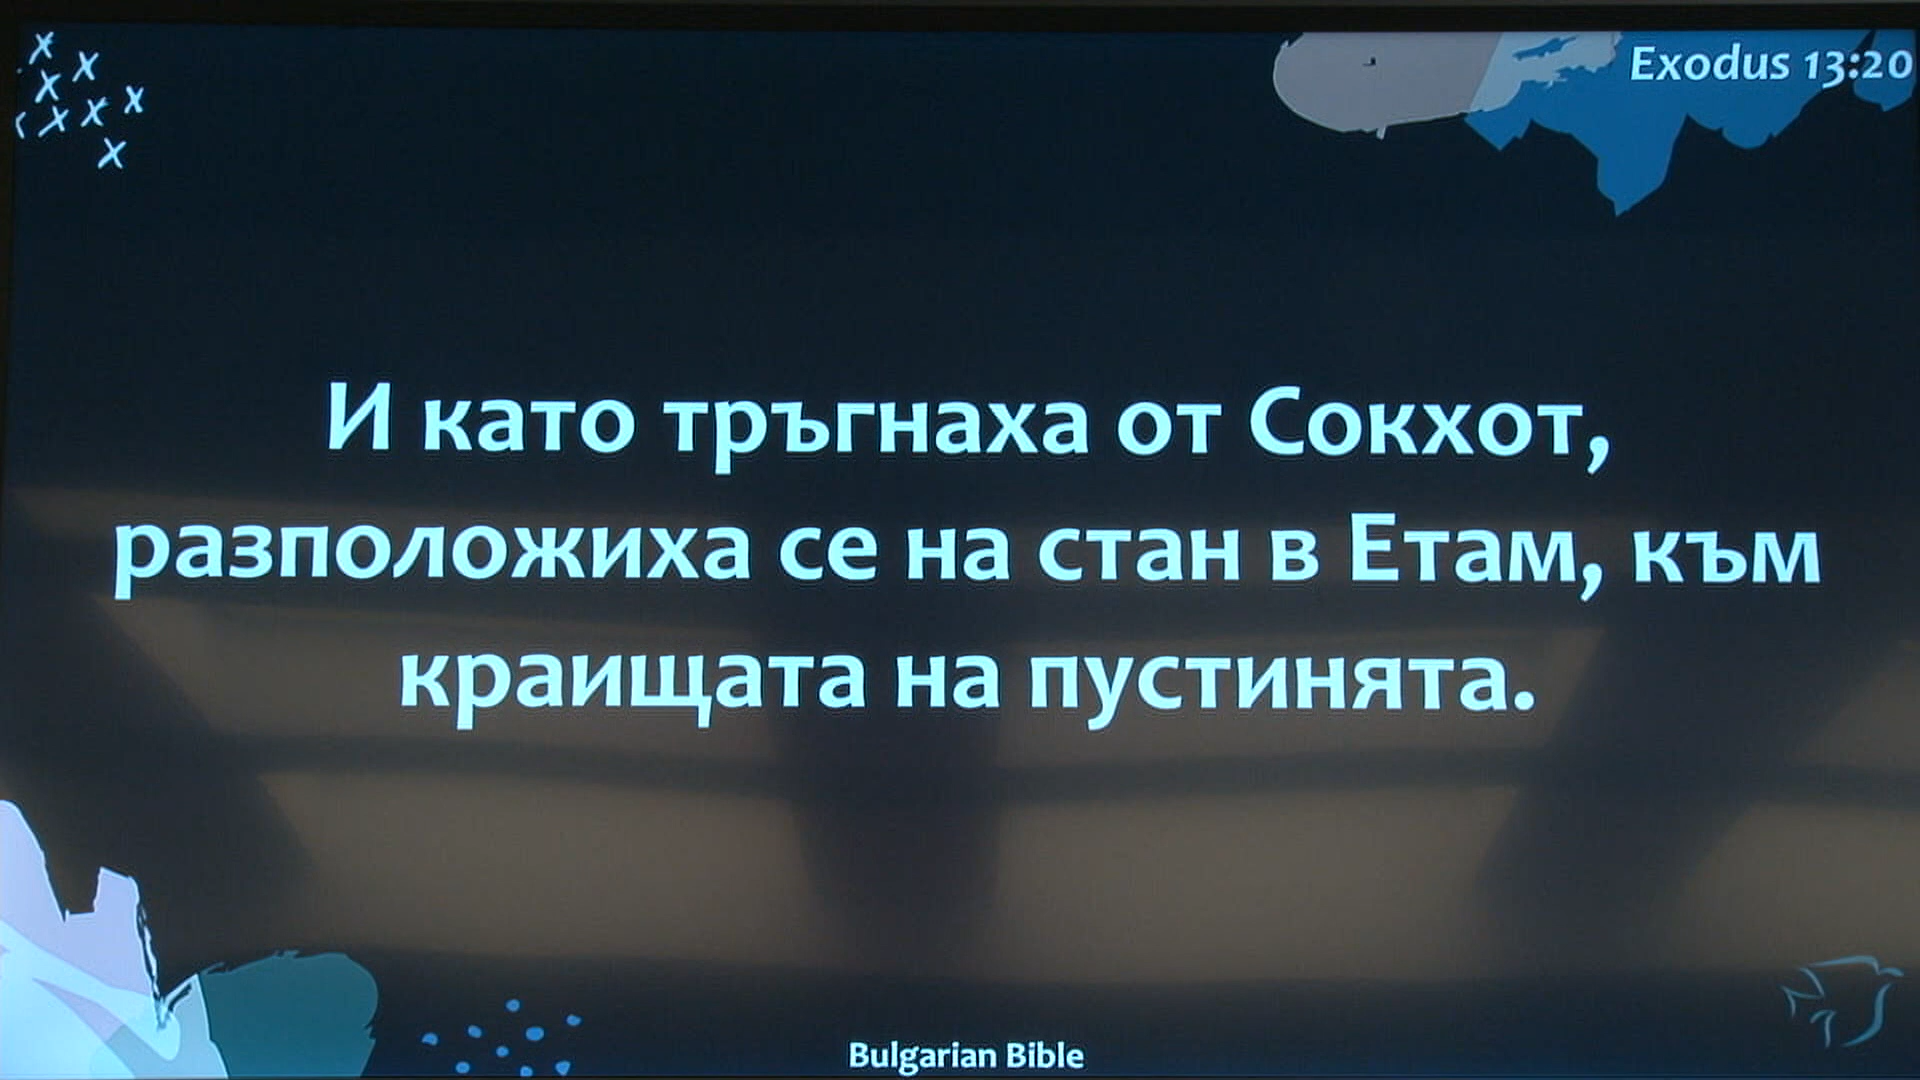 Exodus 13:20
И като тръгнаха от Сокхот,
разположиха се на стан в Етам, към
краищата на пустинята.
Bulgarian Bible